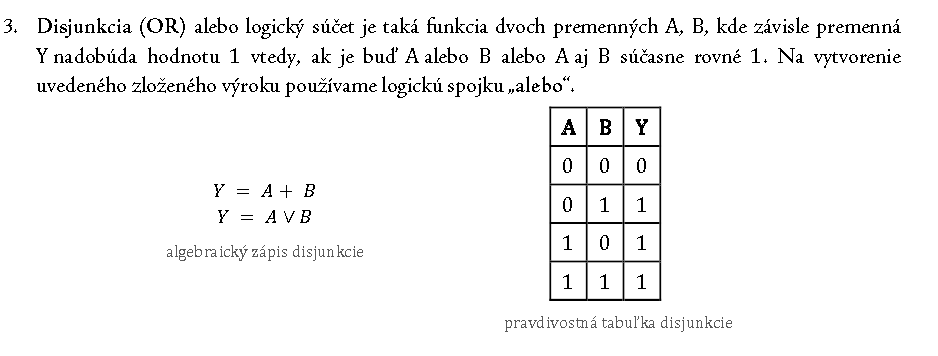 3. Disjunkcia (OR) alebo logický súčet je taká funkcia dvoch premenných A, B, kde závisle premenná
Y nadobúda hodnotu 1 vtedy, ak je buď A alebo B alebo A aj B súčasne rovné 1. Na vytvorenie
uvedeného zloženého výroku používame logickú spojku „alebo“.
Y = A + B
Y = A ∨ B
algebraický zápis disjunkcie
A B Y
0 0 0
0 1 1
1 0 1
1 1 1
pravdivostná tabuľka disjunkcie